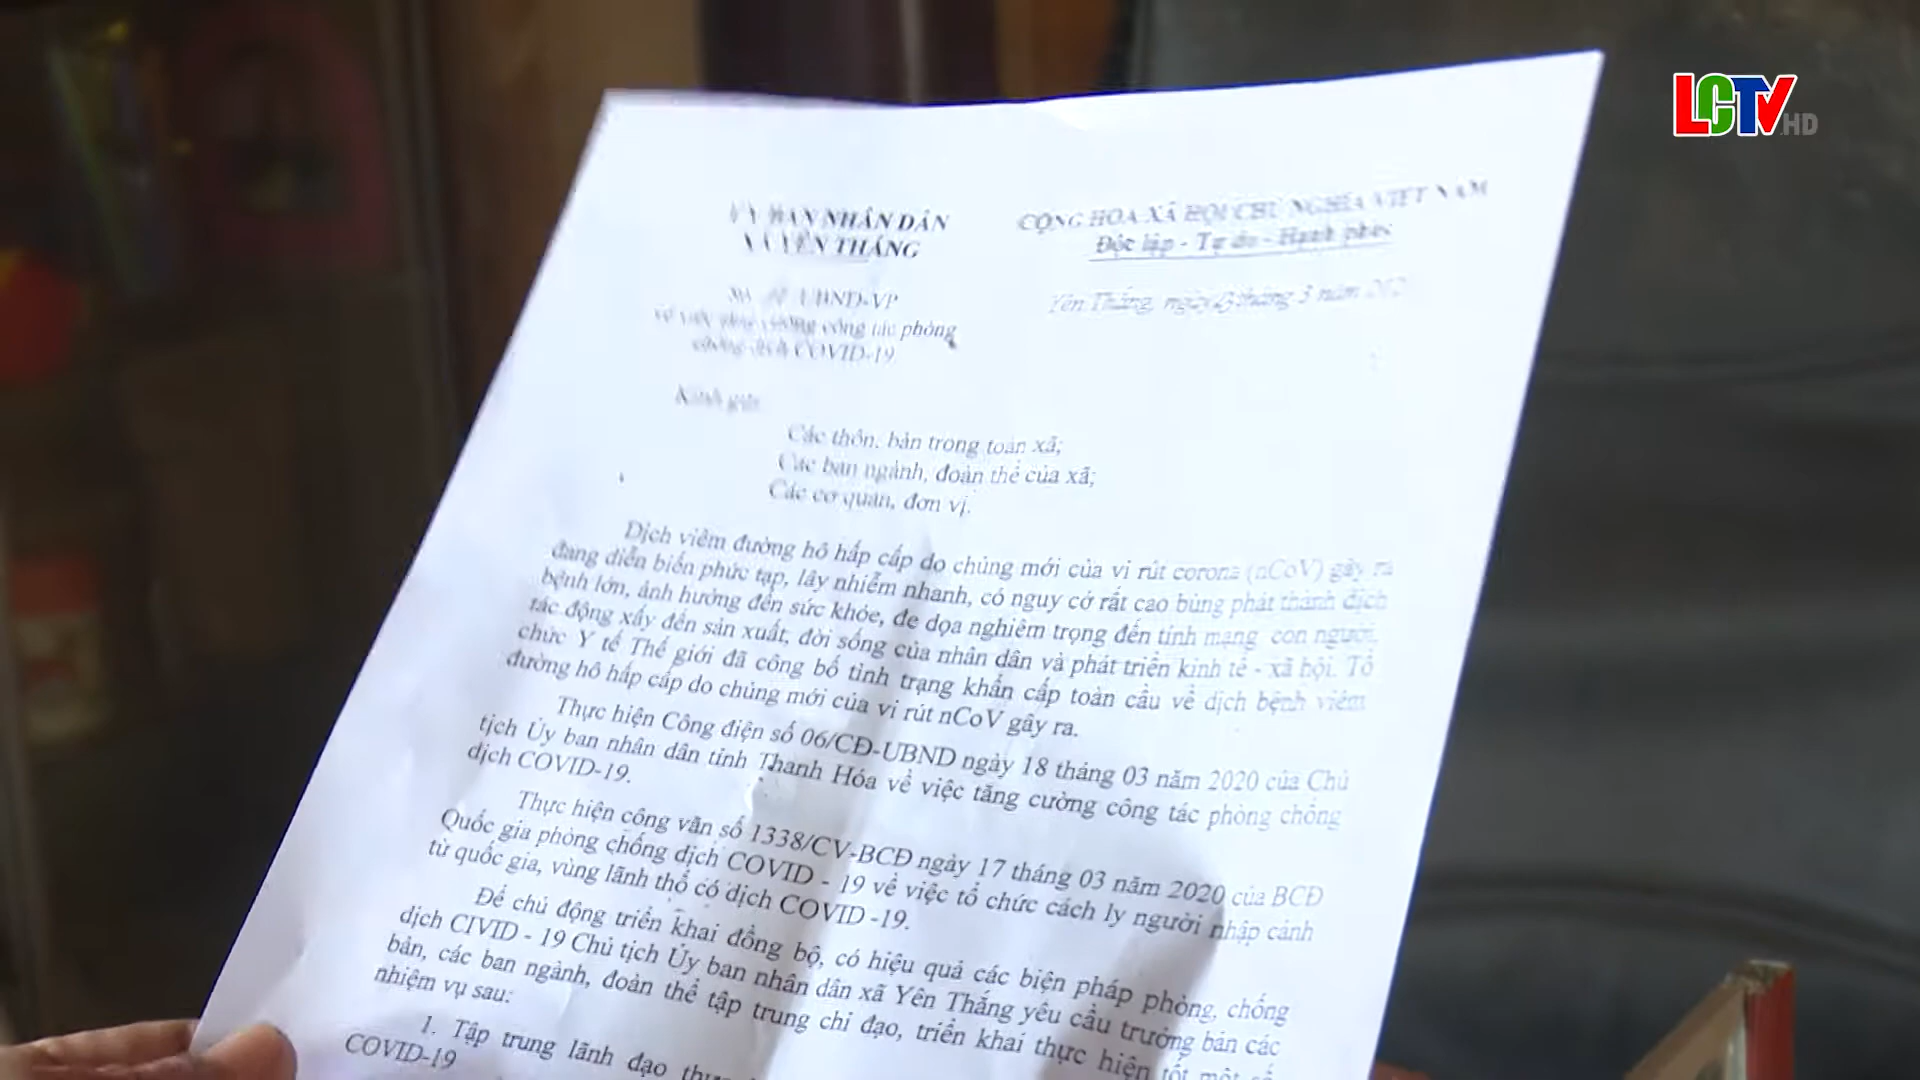 LCTV.HD
ỦY BAN NHÂN DÂN
XÃ YÊN THẮNG
CỘNG HÒA XÃ HỘI CHỦ NGHĨA VIỆT NAM
Độc lập - Tự do - Hạnh phúc
UBND-VP
Yên Thắng, ngày 23 tháng 3 năm
công tác phòng
chống dịch COVID-19.
Kính gửi:
Các thôn, bản trong toàn xã;
Các ban ngành, đoàn thể của xã;
Các cơ quan, đơn vị.
Dịch viêm đường hô hấp cấp do chủng mới của vi rút corona (nCoV) gây ra
đang diễn biến phức tạp, lây nhiễm nhanh, có nguy cớ rất cao bùng phát thành dịch
bệnh lớn, ảnh hưởng đến sức khỏe, đe dọa nghiêm trọng đến tính mạng con người,
tác động xấy đến sản xuất, đời sống của nhân dân và phát triển kinh tế - xã hội. Tổ
chức Y tế Thế giới đã công bố tình trạng khẩn cấp toàn cầu về dịch bệnh viêm
đường hô hấp cấp do chủng mới của vi rút nCoV gây ra.
Thực hiện Công điện số 06/CĐ-UBND ngày 18 tháng 03 năm 2020 của Chủ
tịch Ủy ban nhân dân tỉnh Thanh Hóa về việc tăng cường công tác phòng chống
dịch COVID-19.
Thực hiện công văn số 1338/CV-BCĐ ngày 17 tháng 03 năm 2020 của BCĐ
Quốc gia phòng chống dịch COVID - 19 về việc tổ chức cách ly người nhập cảnh
từ quốc gia, vùng lãnh thổ có dịch COVID -19.
Để chủ động triển khai đồng bộ, có hiệu quả các biện pháp phòng, chống
dịch CIVID - 19 Chủ tịch Ủy ban nhân dân xã Yên Thắng yêu cầu trưởng bản các
bản, các ban ngành, đoàn thể tập trung chỉ đạo, triển khai thực hiện tốt một số
nhiệm vụ sau:
1. Tập trung lãnh đạo
COVID-19